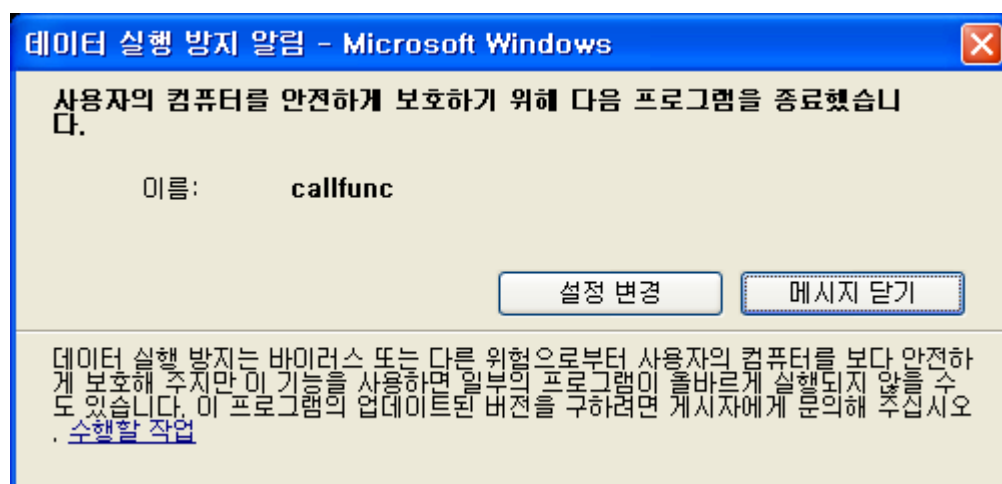 데이터 실행 방지 알림 - Microsoft Windows
사용자의 컴퓨터를 안전하게 보호하기 위해 다음 프로그램을 종료했습니
다.
이름: callfunc
설정 변경 메시지 닫기
데이터 실행 방지는 바이러스 또는 다른 위험으로부터 사용자의 컴퓨터를 보다 안전하
게 보호해 주지만 이 기능을 사용하면 일부의 프로그램이 올바르게 실행되지 않을 수
도 있습니다. 이 프로그램의 업데이트된 버전을 구하려면 게시자에게 문의해 주십시오
. 수행할 작업